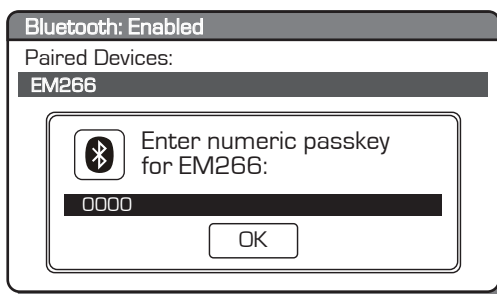 Bluetooth: Enabled
Paired Devices:
EM266
Enter numeric passkey
for EM266:
0000
OK